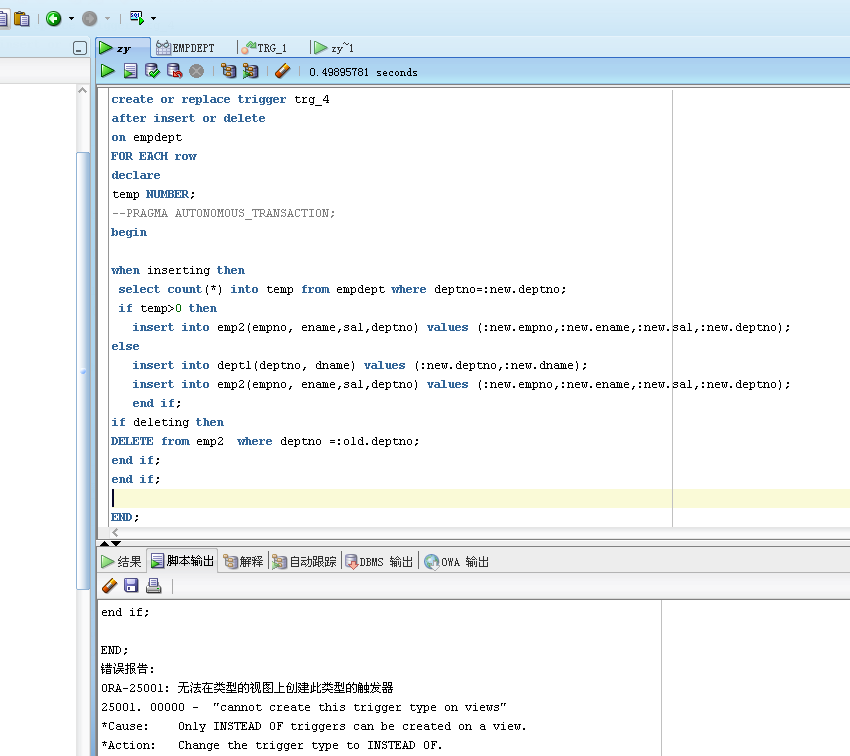 zy
EMPDEPT
TRG_1
zy~1
0.49895781 seconds
create or replace trigger trg_4
after insert or delete
on empdept
FOR EACH row
declare
temp NUMBER;
--PRAGMA AUTONOMOUS_TRANSACTION;
begin
when inserting then
select count(*) into temp from empdept where deptno=:new.deptno;
if temp>0 then
insert into emp2(empno, ename,sal,deptno) values (:new.empno,:new.ename,:new.sal,:new.deptno);
else
insert into dept1(deptno, dname) values (:new.deptno,:new.dname);
insert into emp2(empno, ename,sal,deptno) values (:new.empno,:new.ename,:new.sal,:new.deptno);
end if;
if deleting then
DELETE from emp2  where deptno =:old.deptno;
end if;
end if;
END;
结果 脚本输出 解释 自动跟踪 DBMS 输出 OWA 输出
end if;
END;
错误报告:
ORA-25001: 无法在类型的视图上创建此类型的触发器
25001. 00000 -  "cannot create this trigger type on views"
*Cause:    Only INSTEAD OF triggers can be created on a view.
*Action:   Change the trigger type to INSTEAD OF.